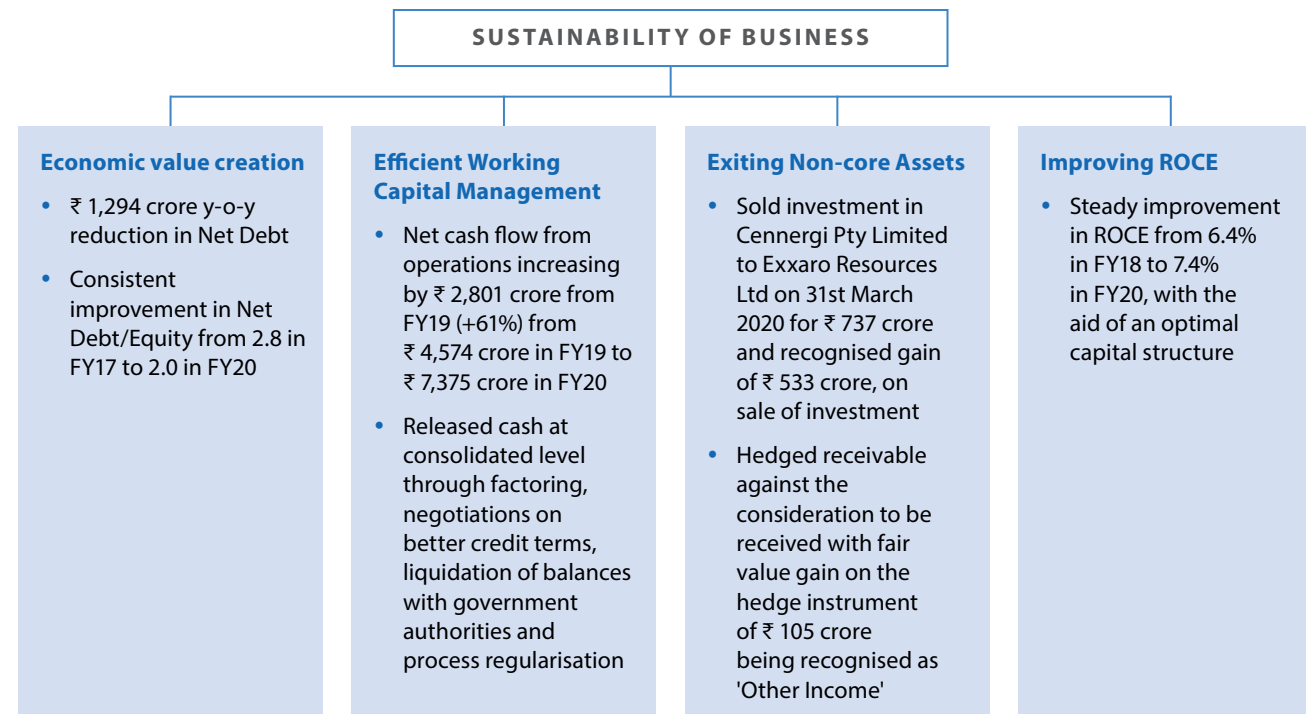 SUSTAINABILITY OF BUSINESS
Economic value creation
• ₹ 1,294 crore y-o-y
reduction in Net Debt
• Consistent
improvement in Net
Debt/Equity from 2.8 in
FY17 to 2.0 in FY20
Efficient Working
Capital Management
• Net cash flow from
operations increasing
by ₹ 2,801 crore from
FY19 (+61%) from
₹ 4,574 crore in FY19 to
₹ 7,375 crore in FY20
• Released cash at
consolidated level
through factoring,
negotiations on
better credit terms,
liquidation of balances
with government
authorities and
process regularisation
Exiting Non-core Assets
• Sold investment in
Cennergi Pty Limited
to Exxaro Resources
Ltd on 31st March
2020 for ₹ 737 crore
and recognised gain
of ₹ 533 crore, on
sale of investment
• Hedged receivable
against the
consideration to be
received with fair
value gain on the
hedge instrument
of ₹ 105 crore
being recognised as
'Other Income'
Improving ROCE
• Steady improvement
in ROCE from 6.4%
in FY18 to 7.4%
in FY20, with the
aid of an optimal
capital structure